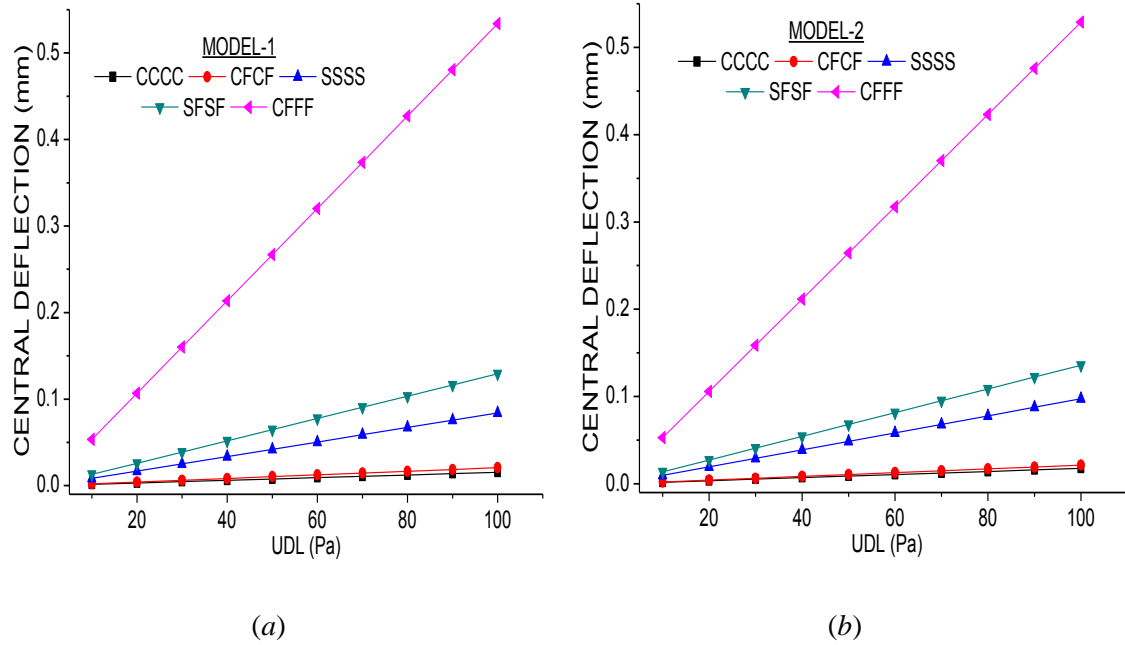 MODEL-1
CCCC CFCF SSSS
SFSF CFFF
CENTRAL DEFLECTION (mm)
0.5
0.4
0.3
0.2
0.1
0.0
20 40 60 80 100
UDL (Pa)
(a)
MODEL-2
CCCC CFCF SSSS
SFSF CFFF
CENTRAL DEFLECTION (mm)
0.5
0.4
0.3
0.2
0.1
0.0
20 40 60 80 100
UDL (Pa)
(b)